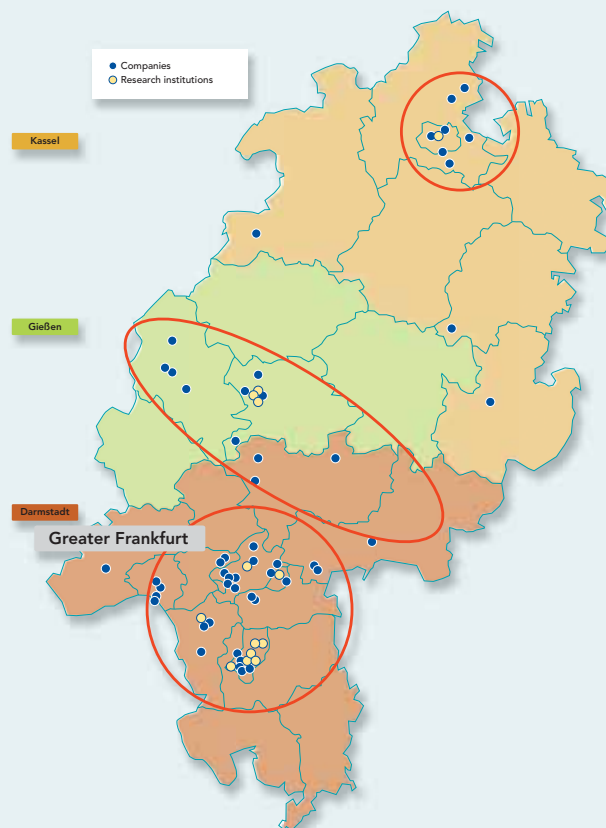 Companies
Research institutions
Kassel
Gießen
Darmstadt
Greater Frankfurt